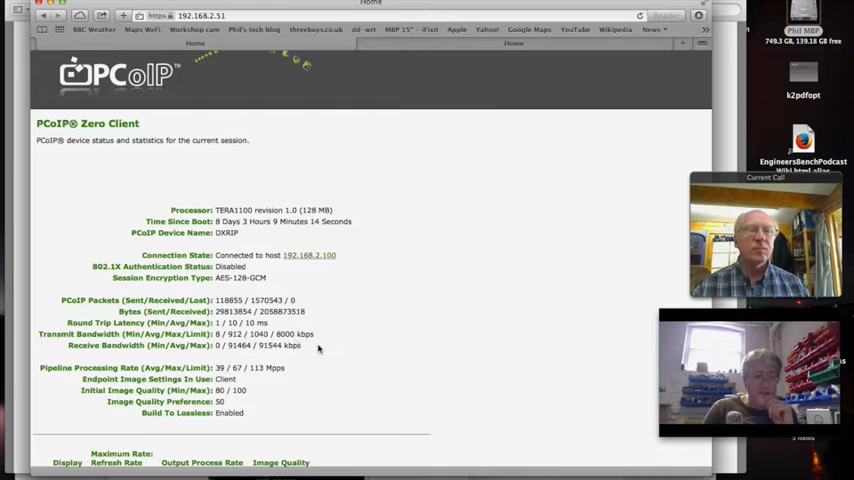 Home
https 192.168.2.51
Reader
BBC Weather Maps WeFi Workshop cam Phil's tech blog threeboys.co.uk dd-wrt MBP 15" - iFixit Apple Yahoo! Google Maps YouTube Wikipedia News
Home Home
PCoIP™
PCoIP® Zero Client
PCoIP® device status and statistics for the current session.
Processor: TERA1100 revision 1.0 (128 MB)
Time Since Boot: 8 Days 3 Hours 9 Minutes 14 Seconds
PCoIP Device Name: DXRIP
Connection State: Connected to host 192.168.2.100
802.1X Authentication Status: Disabled
Session Encryption Type: AES-128-GCM
PCoIP Packets (Sent/Received/Lost): 118855 / 1570543 / 0
Bytes (Sent/Received): 29813854 / 2058873518
Round Trip Latency (Min/Avg/Max): 1 / 10 / 10 ms
Transmit Bandwidth (Min/Avg/Max/Limit): 8 / 912 / 1040 / 8000 kbps
Receive Bandwidth (Min/Avg/Max): 0 / 91464 / 91544 kbps
Pipeline Processing Rate (Avg/Max/Limit): 39 / 67 / 113 Mpps
Endpoint Image Settings In Use: Client
Initial Image Quality (Min/Max): 80 / 100
Image Quality Preference: 50
Build To Lossless: Enabled
Maximum Rate:
Display Refresh Rate Output Process Rate Image Quality
Phil MBP
749.3 GB, 139.18 GB free
k2pdfopt
EngineersBenchPodcast
Wiki.html alias
Current Call